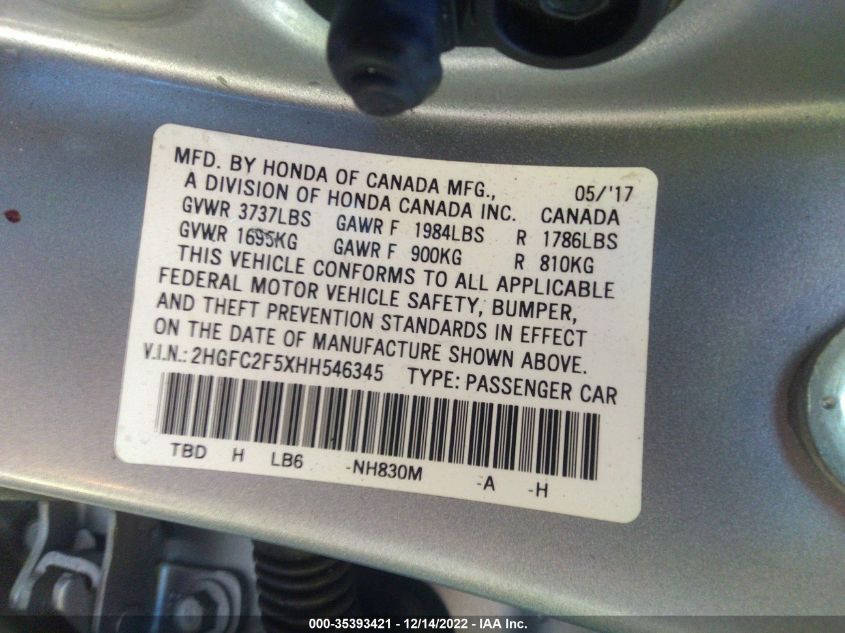 MFD. BY HONDA OF CANADA MFG., 05/'17
A DIVISION OF HONDA CANADA INC. CANADA
GVWR 3737LBS GAWR F 1984LBS R 1786LBS
GVWR 1695KG GAWR F 900KG R 810KG
THIS VEHICLE CONFORMS TO ALL APPLICABLE
FEDERAL MOTOR VEHICLE SAFETY, BUMPER,
AND THEFT PREVENTION STANDARDS IN EFFECT
ON THE DATE OF MANUFACTURE SHOWN ABOVE.
V.I.N.: 2HGFC2F5XHH546345 TYPE: PASSENGER CAR
TBD H LB6 -NH830M -A -H
000-35393421 - 12/14/2022 - IAA Inc.